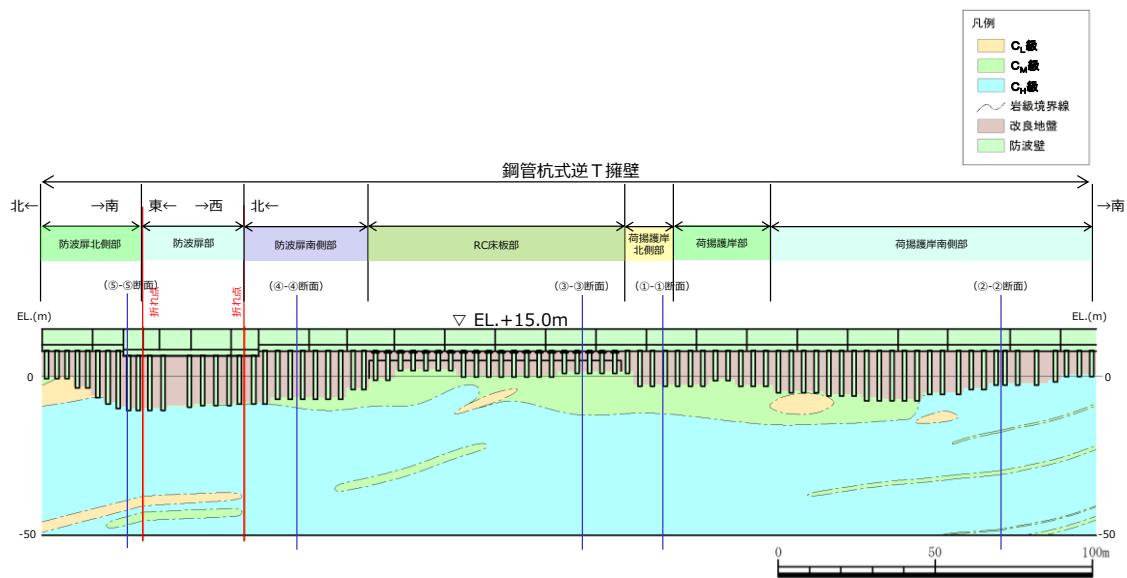 凡例
CL級
CM級
CH級
岩級境界線
改良地盤
防波壁
鋼管杭式逆T擁壁
北←
→南
東←
→西
北←
→南
防波扉北側部
防波扉部
防波扉南側部
RC床板部
荷揚護岸
北側部
荷揚護岸部
荷揚護岸南側部
(⑤-⑤断面)
折れ点
折れ点
(④-④断面)
(③-③断面)
(①-①断面)
(②-②断面)
EL.(m)
▽ EL.+15.0m
EL.(m)
0
0
-50
-50
0
50
100m